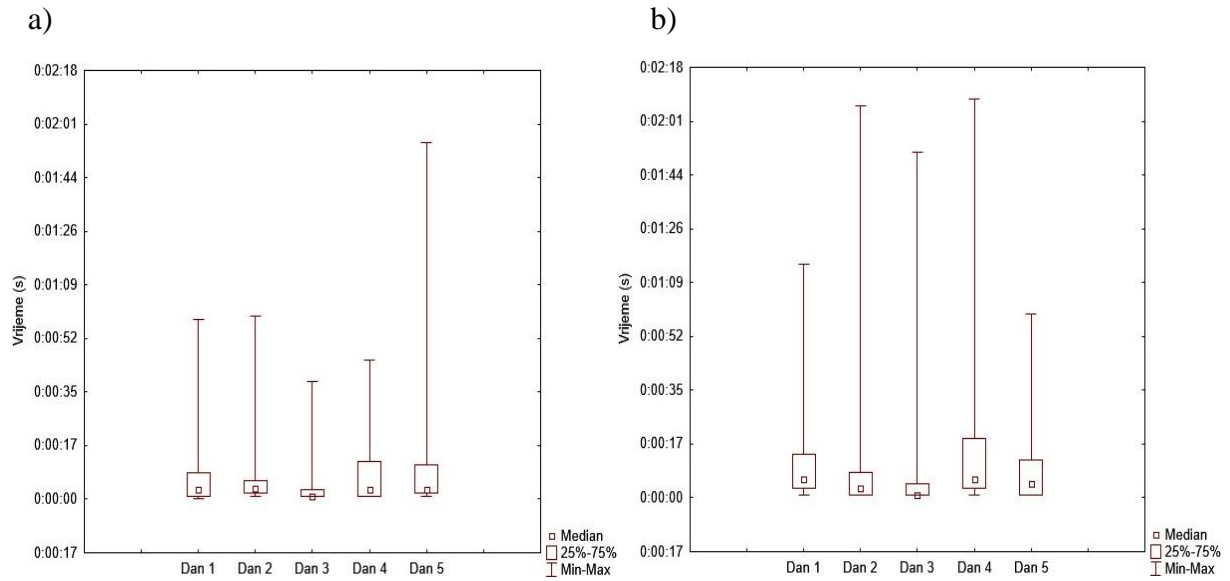 a)
0:02:18
0:02:01
0:01:44
0:01:26
0:01:09
0:00:52
0:00:35
0:00:17
0:00:00
0:00:17
Vrijeme (s)
Dan 1 Dan 2 Dan 3 Dan 4 Dan 5
Median
25%-75%
Min-Max
b)
0:02:18
0:02:01
0:01:44
0:01:26
0:01:09
0:00:52
0:00:35
0:00:17
0:00:00
0:00:17
Vrijeme (s)
Dan 1 Dan 2 Dan 3 Dan 4 Dan 5
Median
25%-75%
Min-Max